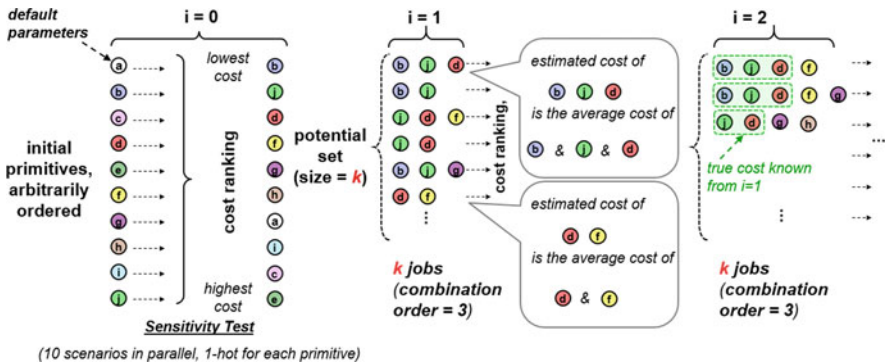 i = 0
i = 1
i = 2
default
parameters
a
b
c
d
e
f
g
h
i
j
initial
primitives,
arbitrarily
ordered
lowest
cost
cost ranking
highest
cost
b
j
d
f
g
h
a
i
c
e
Sensitivity Test
(10 scenarios in parallel, 1-hot for each primitive)
potential
set
(size = k)
b j d
b j
j d f
j d
b j g
d f
⋮
cost ranking,
k jobs
(combination
order = 3)
estimated cost of
b j d
is the average cost of
b & j & d
estimated cost of
d f
is the average cost of
d & f
b j d f
b j d f g
j d g h
true cost known
from i=1
⋮
...
k jobs
(combination
order = 3)